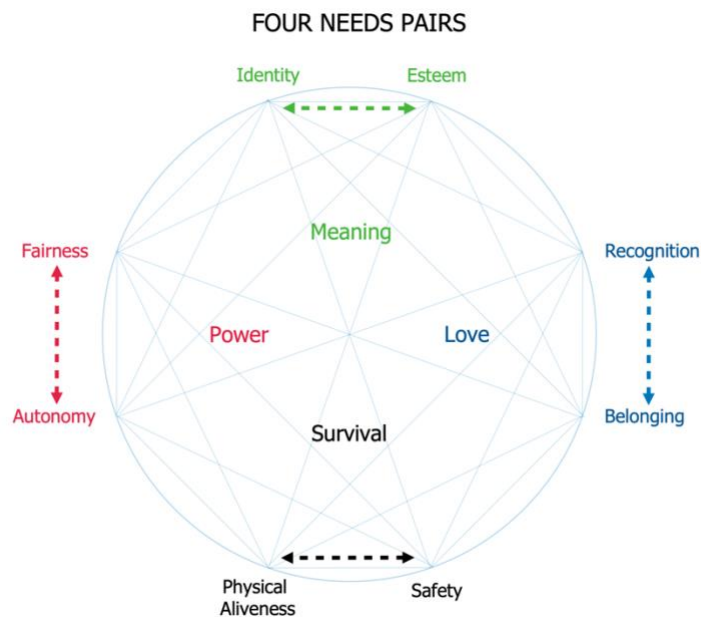 FOUR NEEDS PAIRS
Identity
Esteem
Meaning
Fairness
Recognition
Power
Love
Autonomy
Belonging
Survival
Physical
Aliveness
Safety